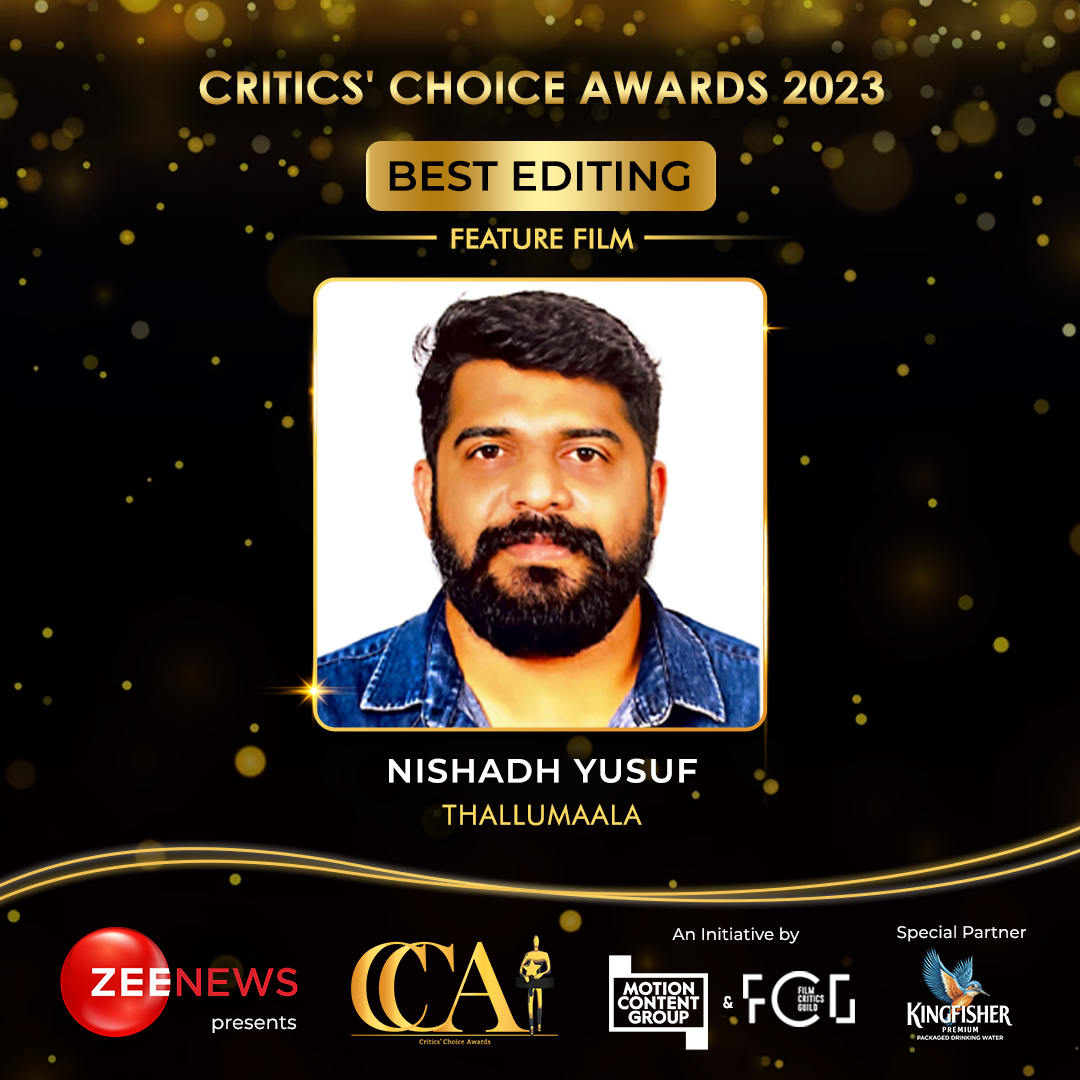 CRITICS' CHOICE AWARDS 2023
BEST EDITING
FEATURE FILM
NISHADH YUSUF
THALLUMAALA
ZEENEWS
presents
CCA
Critics' Choice Awards
An Initiative by
MOTION
CONTENT
GROUP
&
FCG
FILM
CRITICS
GUILD
Special Partner
KINGFISHER
PREMIUM
PACKAGED DRINKING WATER